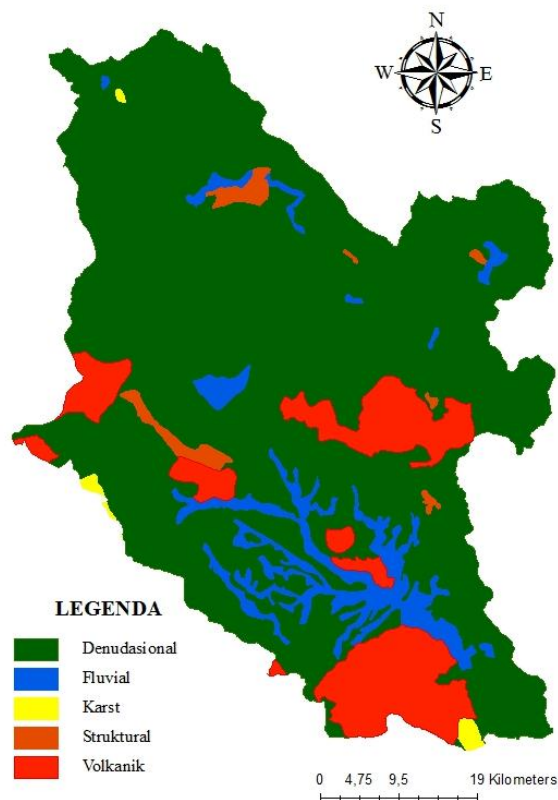 N
W E
S
LEGENDA
Denudasional
Fluvial
Karst
Struktural
Volkanik
0 4,75 9,5 19 Kilometers